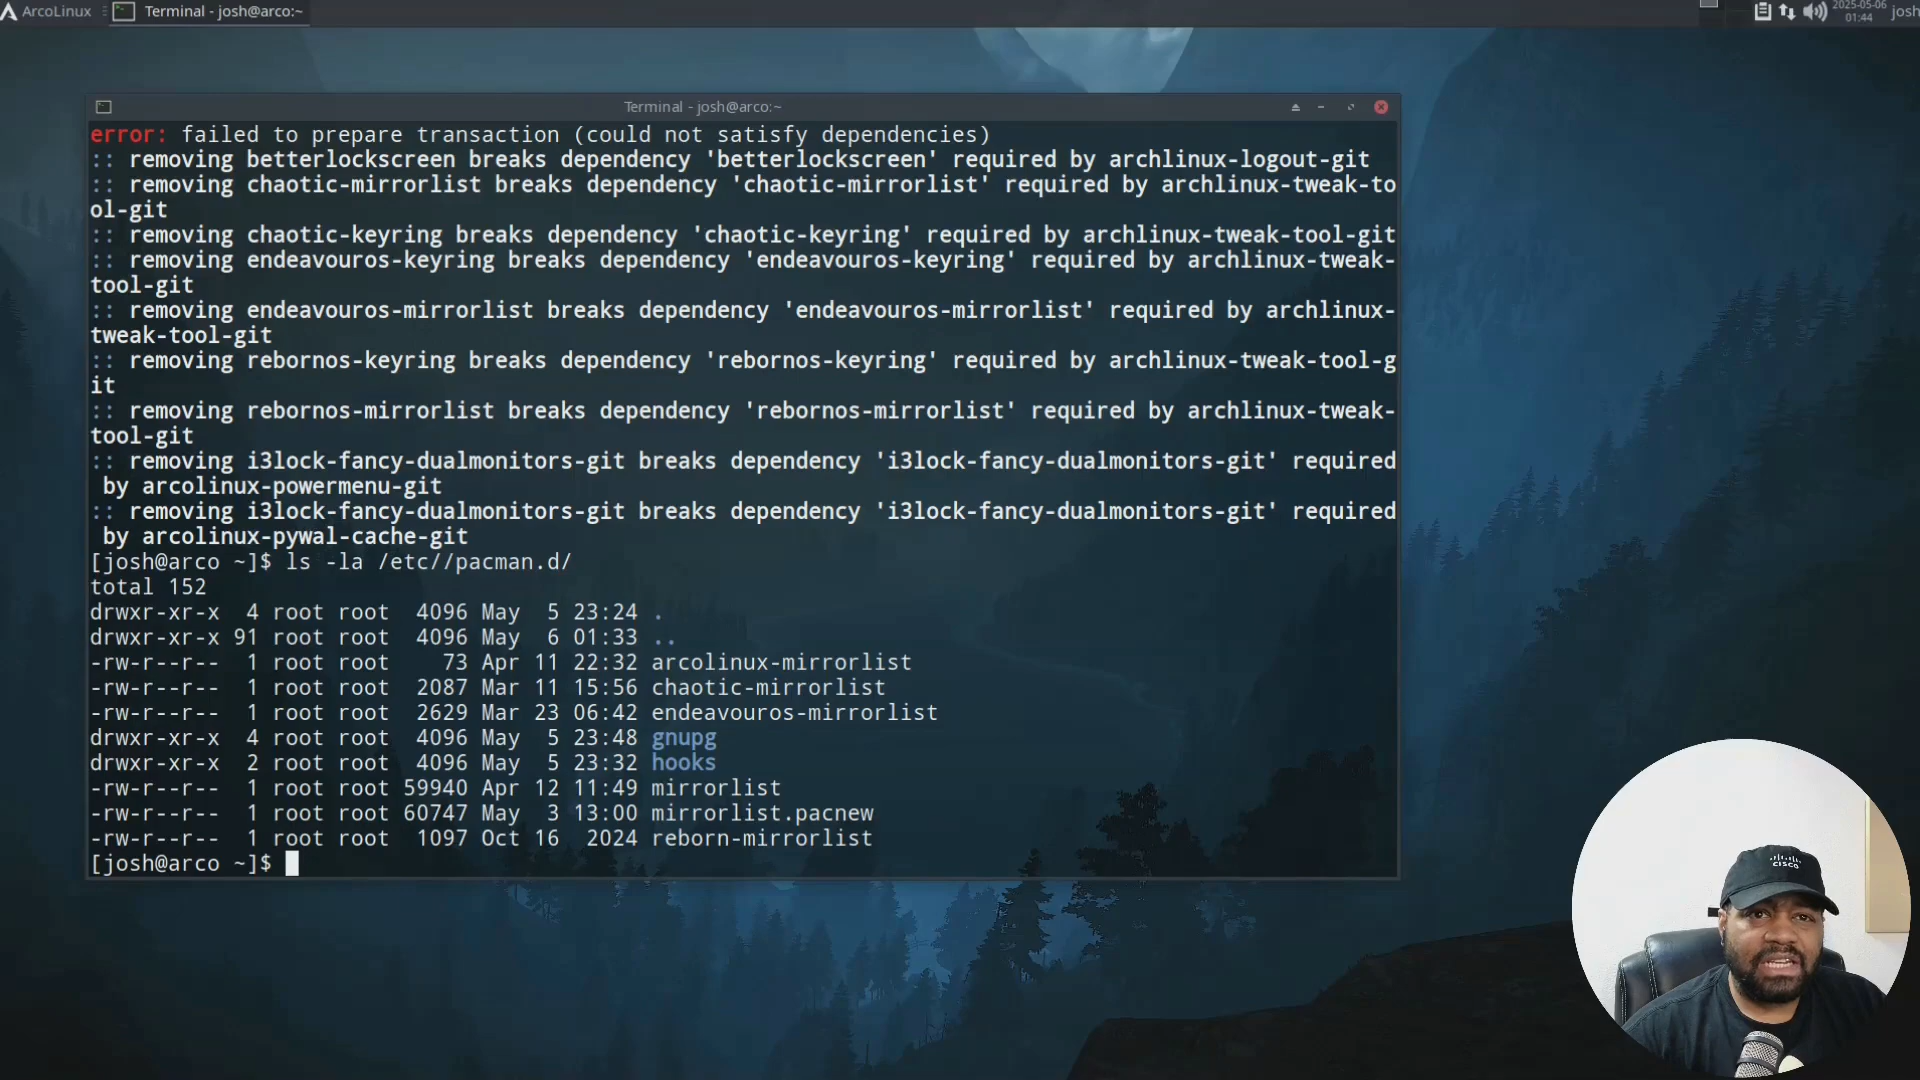 ArcoLinux
Terminal - josh@arco:~
2025-05-06
01:44
josh
Terminal - josh@arco:~
error: failed to prepare transaction (could not satisfy dependencies)
:: removing betterlockscreen breaks dependency 'betterlockscreen' required by archlinux-logout-git
:: removing chaotic-mirrorlist breaks dependency 'chaotic-mirrorlist' required by archlinux-tweak-to
ol-git
:: removing chaotic-keyring breaks dependency 'chaotic-keyring' required by archlinux-tweak-tool-git
:: removing endeavouros-keyring breaks dependency 'endeavouros-keyring' required by archlinux-tweak-
tool-git
:: removing endeavouros-mirrorlist breaks dependency 'endeavouros-mirrorlist' required by archlinux-
tweak-tool-git
:: removing rebornos-keyring breaks dependency 'rebornos-keyring' required by archlinux-tweak-tool-g
it
:: removing rebornos-mirrorlist breaks dependency 'rebornos-mirrorlist' required by archlinux-tweak-
tool-git
:: removing i3lock-fancy-dualmonitors-git breaks dependency 'i3lock-fancy-dualmonitors-git' required
 by arcolinux-powermenu-git
:: removing i3lock-fancy-dualmonitors-git breaks dependency 'i3lock-fancy-dualmonitors-git' required
 by arcolinux-pywal-cache-git
[josh@arco ~]$ ls -la /etc//pacman.d/
total 152
drwxr-xr-x  4 root root  4096 May  5 23:24 .
drwxr-xr-x 91 root root  4096 May  6 01:33 ..
-rw-r--r--  1 root root    73 Apr 11 22:32 arcolinux-mirrorlist
-rw-r--r--  1 root root  2087 Mar 11 15:56 chaotic-mirrorlist
-rw-r--r--  1 root root  2629 Mar 23 06:42 endeavouros-mirrorlist
drwxr-xr-x  4 root root  4096 May  5 23:48 gnupg
drwxr-xr-x  2 root root  4096 May  5 23:32 hooks
-rw-r--r--  1 root root 59940 Apr 12 11:49 mirrorlist
-rw-r--r--  1 root root 60747 May  3 13:00 mirrorlist.pacnew
-rw-r--r--  1 root root  1097 Oct 16  2024 reborn-mirrorlist
[josh@arco ~]$
CISCO